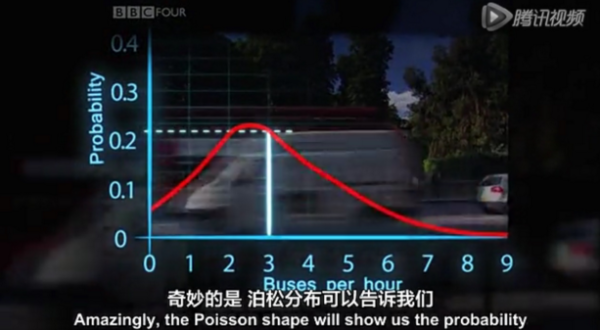 BBC FOUR
腾讯视频
Probability
0.4
0.3
0.2
0.1
0
0 1 2 3 4 5 6 7 8 9
Buses per hour
奇妙的是 泊松分布可以告诉我们
Amazingly, the Poisson shape will show us the probability